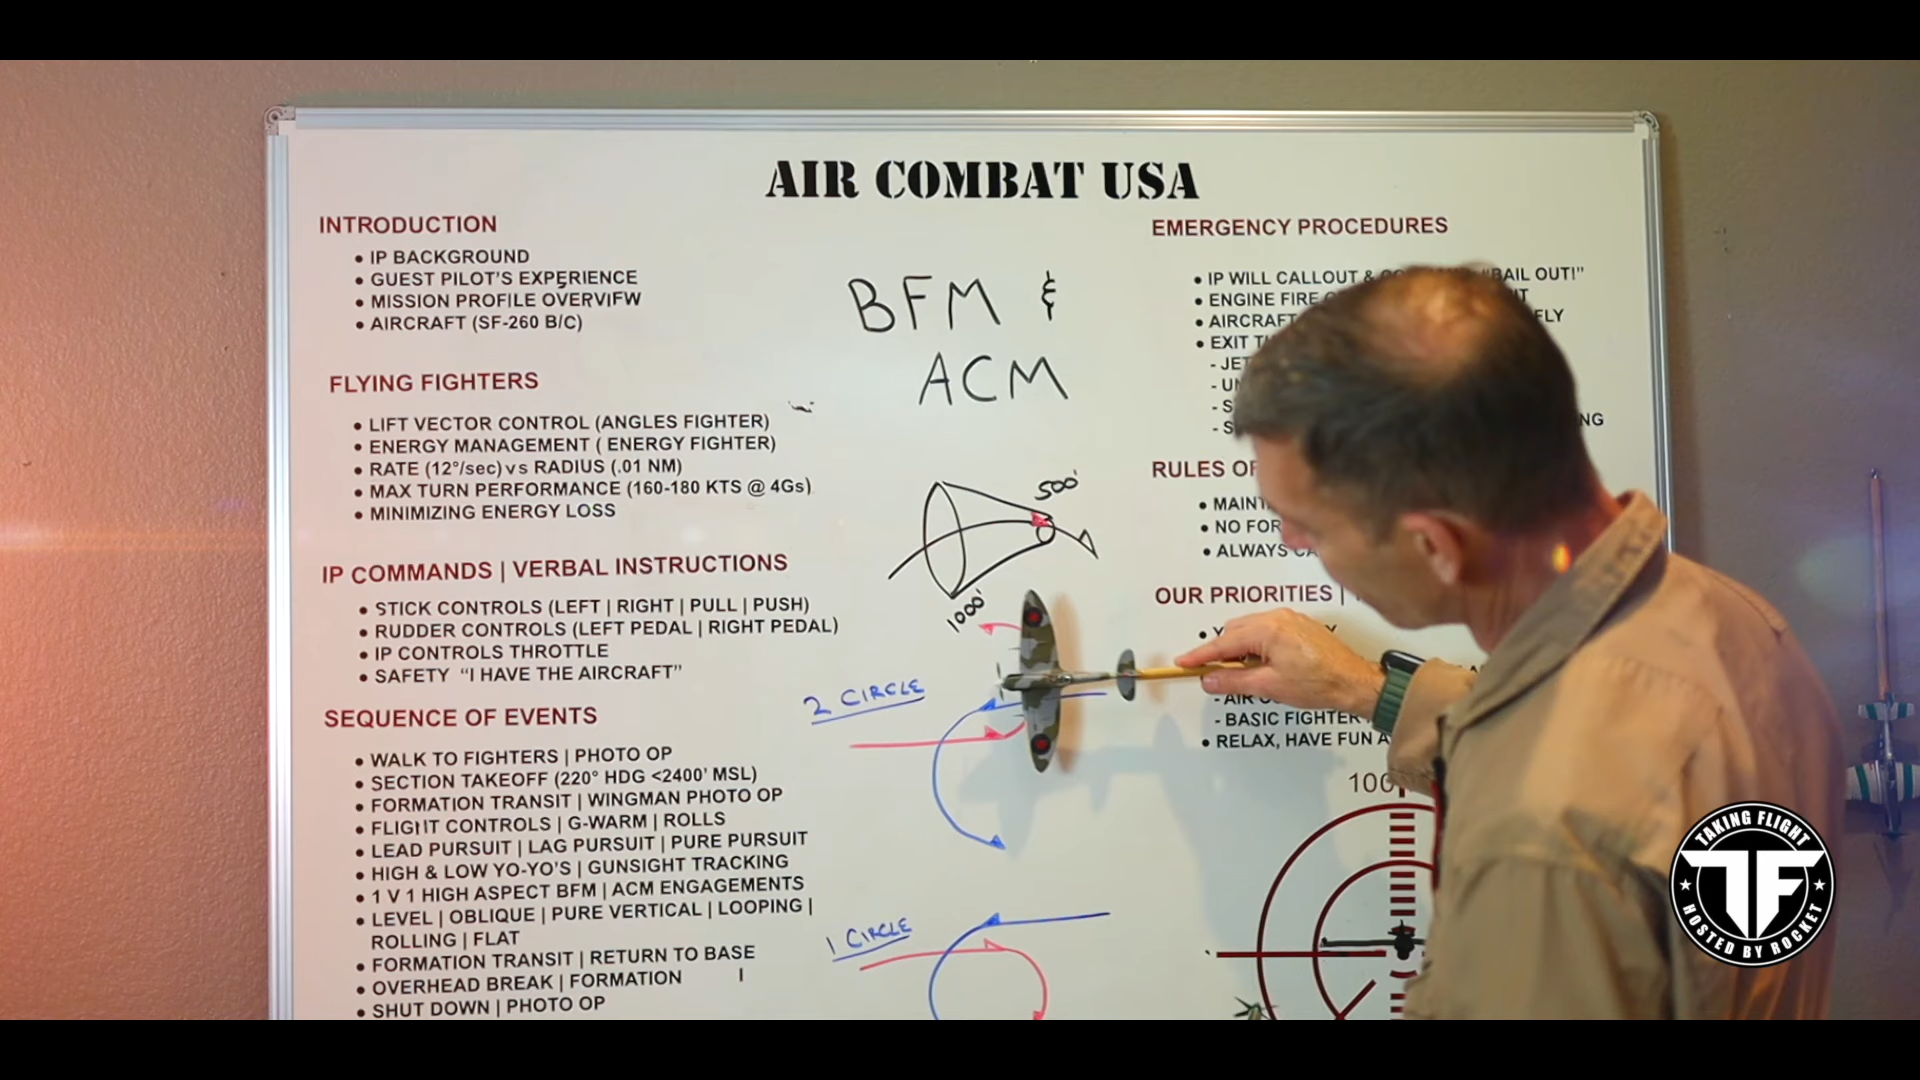 AIR COMBAT USA
INTRODUCTION
• IP BACKGROUND
• GUEST PILOT'S EXPERIENCE
• MISSION PROFILE OVERVIEW
• AIRCRAFT (SF-260 B/C)
FLYING FIGHTERS
• LIFT VECTOR CONTROL (ANGLES FIGHTER)
• ENERGY MANAGEMENT ( ENERGY FIGHTER)
• RATE (12°/sec) vs RADIUS (.01 NM)
• MAX TURN PERFORMANCE (160-180 KTS @ 4Gs)
• MINIMIZING ENERGY LOSS
IP COMMANDS | VERBAL INSTRUCTIONS
• STICK CONTROLS (LEFT | RIGHT | PULL | PUSH)
• RUDDER CONTROLS (LEFT PEDAL | RIGHT PEDAL)
• IP CONTROLS THROTTLE
• SAFETY "I HAVE THE AIRCRAFT"
SEQUENCE OF EVENTS
• WALK TO FIGHTERS | PHOTO OP
• SECTION TAKEOFF (220° HDG <2400' MSL)
• FORMATION TRANSIT | WINGMAN PHOTO OP
• FLIGHT CONTROLS | G-WARM | ROLLS
• LEAD PURSUIT | LAG PURSUIT | PURE PURSUIT
• HIGH & LOW YO-YO'S | GUNSIGHT TRACKING
• 1 V 1 HIGH ASPECT BFM | ACM ENGAGEMENTS
• LEVEL | OBLIQUE | PURE VERTICAL | LOOPING |
ROLLING | FLAT
• FORMATION TRANSIT | RETURN TO BASE
• OVERHEAD BREAK | FORMATION
• SHUT DOWN | PHOTO OP
BFM &
ACM
500'
1000'
2 CIRCLE
1 CIRCLE
EMERGENCY PROCEDURES
• IP WILL CALLOUT & "BAIL OUT!"
• ENGINE FIRE
• AIRCRAFT FLY
• EXIT
- JET
RULES OF
• MAINT
• NO FOR
• ALWAYS
OUR PRIORITIES |
- AIR
- BASIC FIGHTER
• RELAX, HAVE FUN
100
TAKING FLIGHT
TF
HOSTED BY ROCKET